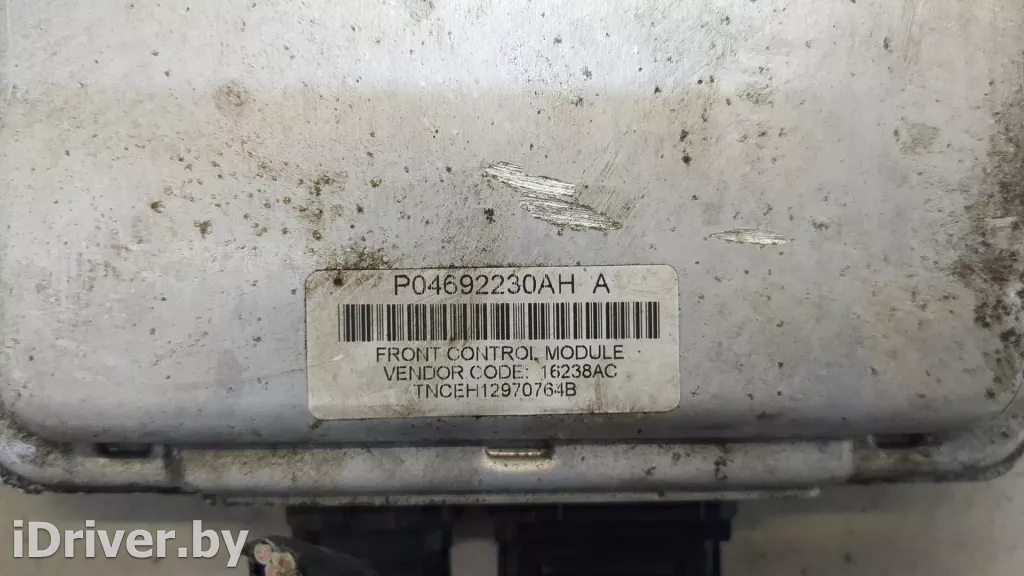 P04692230AH A
FRONT CONTROL MODULE
VENDOR CODE: 16238AC
TNCEH12970764B
iDriver.by